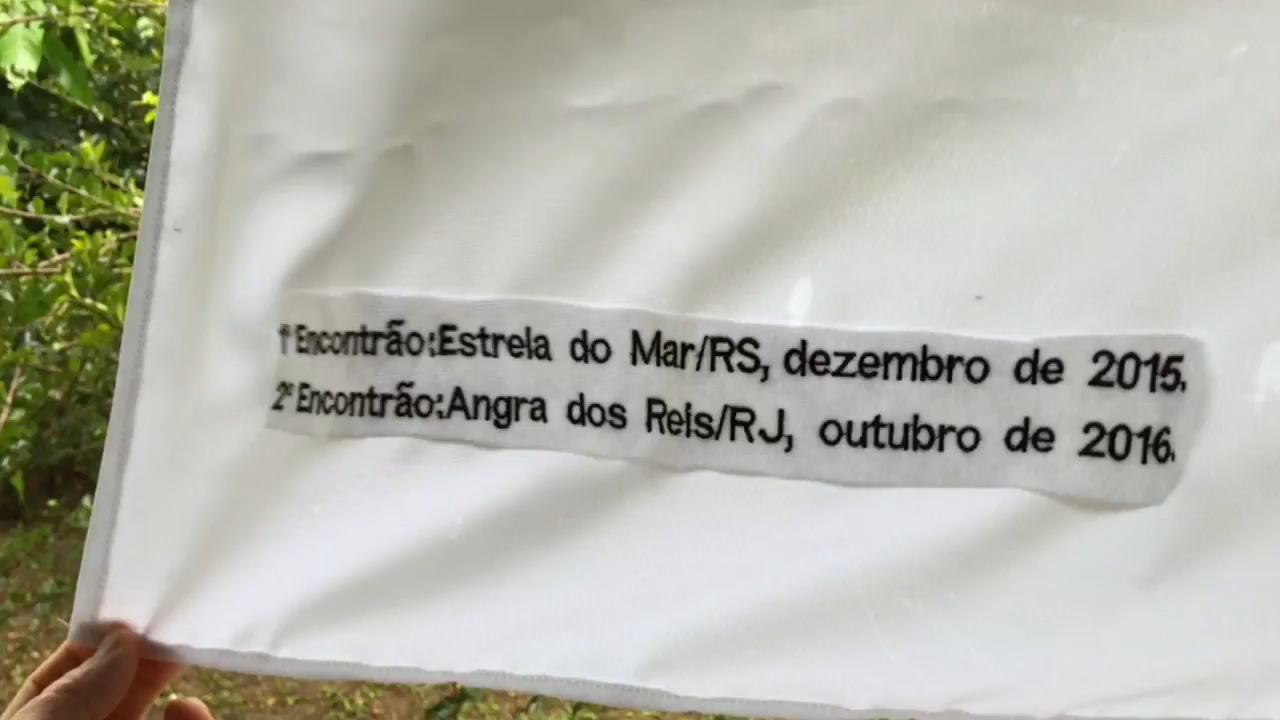 1º Encontrão:Estrela do Mar/RS, dezembro de 2015.
2º Encontrão:Angra dos Reis/RJ, outubro de 2016.